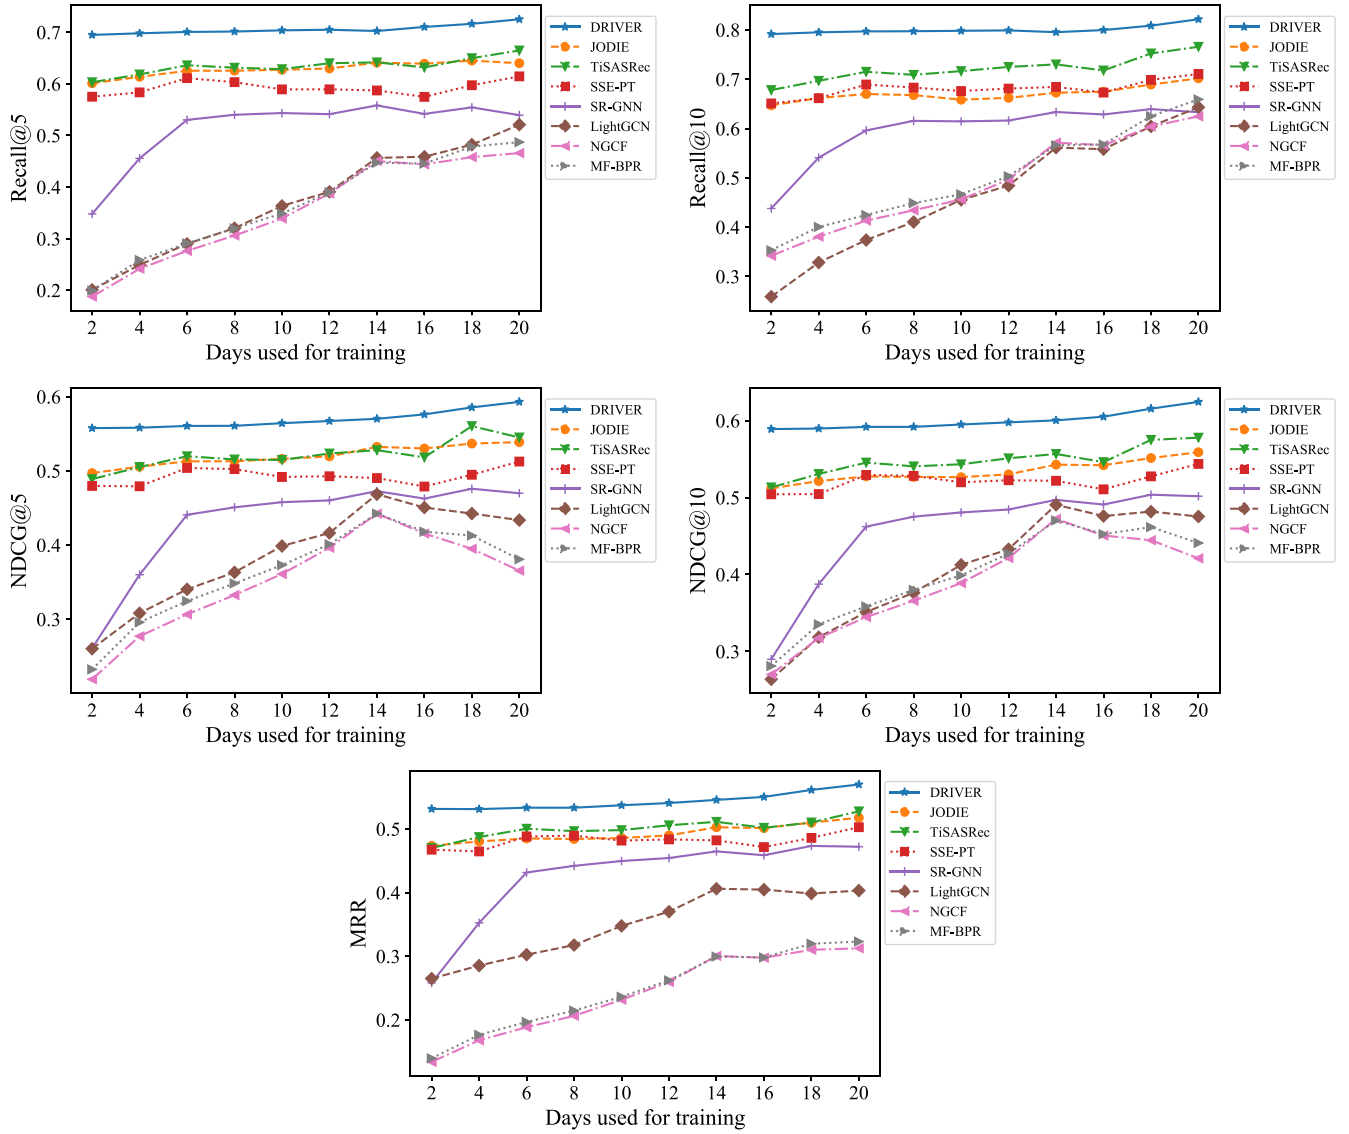 0.7
0.6
0.5
0.4
0.3
0.2
Recall@5
2 4 6 8 10 12 14 16 18 20
Days used for training
DRIVER
JODIE
TiSASRec
SSE-PT
SR-GNN
LightGCN
NGCF
MF-BPR
0.8
0.7
0.6
0.5
0.4
0.3
Recall@10
2 4 6 8 10 12 14 16 18 20
Days used for training
DRIVER
JODIE
TiSASRec
SSE-PT
SR-GNN
LightGCN
NGCF
MF-BPR
0.6
0.5
0.4
0.3
NDCG@5
2 4 6 8 10 12 14 16 18 20
Days used for training
DRIVER
JODIE
TiSASRec
SSE-PT
SR-GNN
LightGCN
NGCF
MF-BPR
0.6
0.5
0.4
0.3
NDCG@10
2 4 6 8 10 12 14 16 18 20
Days used for training
DRIVER
JODIE
TiSASRec
SSE-PT
SR-GNN
LightGCN
NGCF
MF-BPR
0.5
0.4
0.3
0.2
MRR
2 4 6 8 10 12 14 16 18 20
Days used for training
DRIVER
JODIE
TiSASRec
SSE-PT
SR-GNN
LightGCN
NGCF
MF-BPR